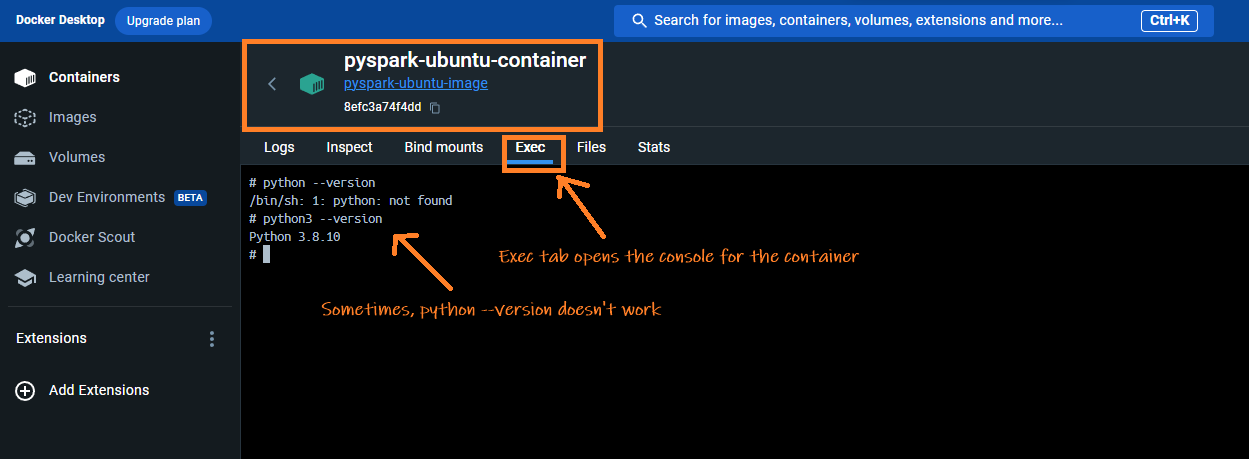 Docker Desktop
Upgrade plan
Search for images, containers, volumes, extensions and more...
Ctrl+K
Containers
Images
Volumes
Dev Environments BETA
Docker Scout
Learning center
Extensions
Add Extensions
pyspark-ubuntu-container
pyspark-ubuntu-image
8efc3a74f4dd
Logs Inspect Bind mounts Exec Files Stats
# python --version
/bin/sh: 1: python: not found
# python3 --version
Python 3.8.10
#
Exec tab opens the console for the container
Sometimes, python --version doesn't work